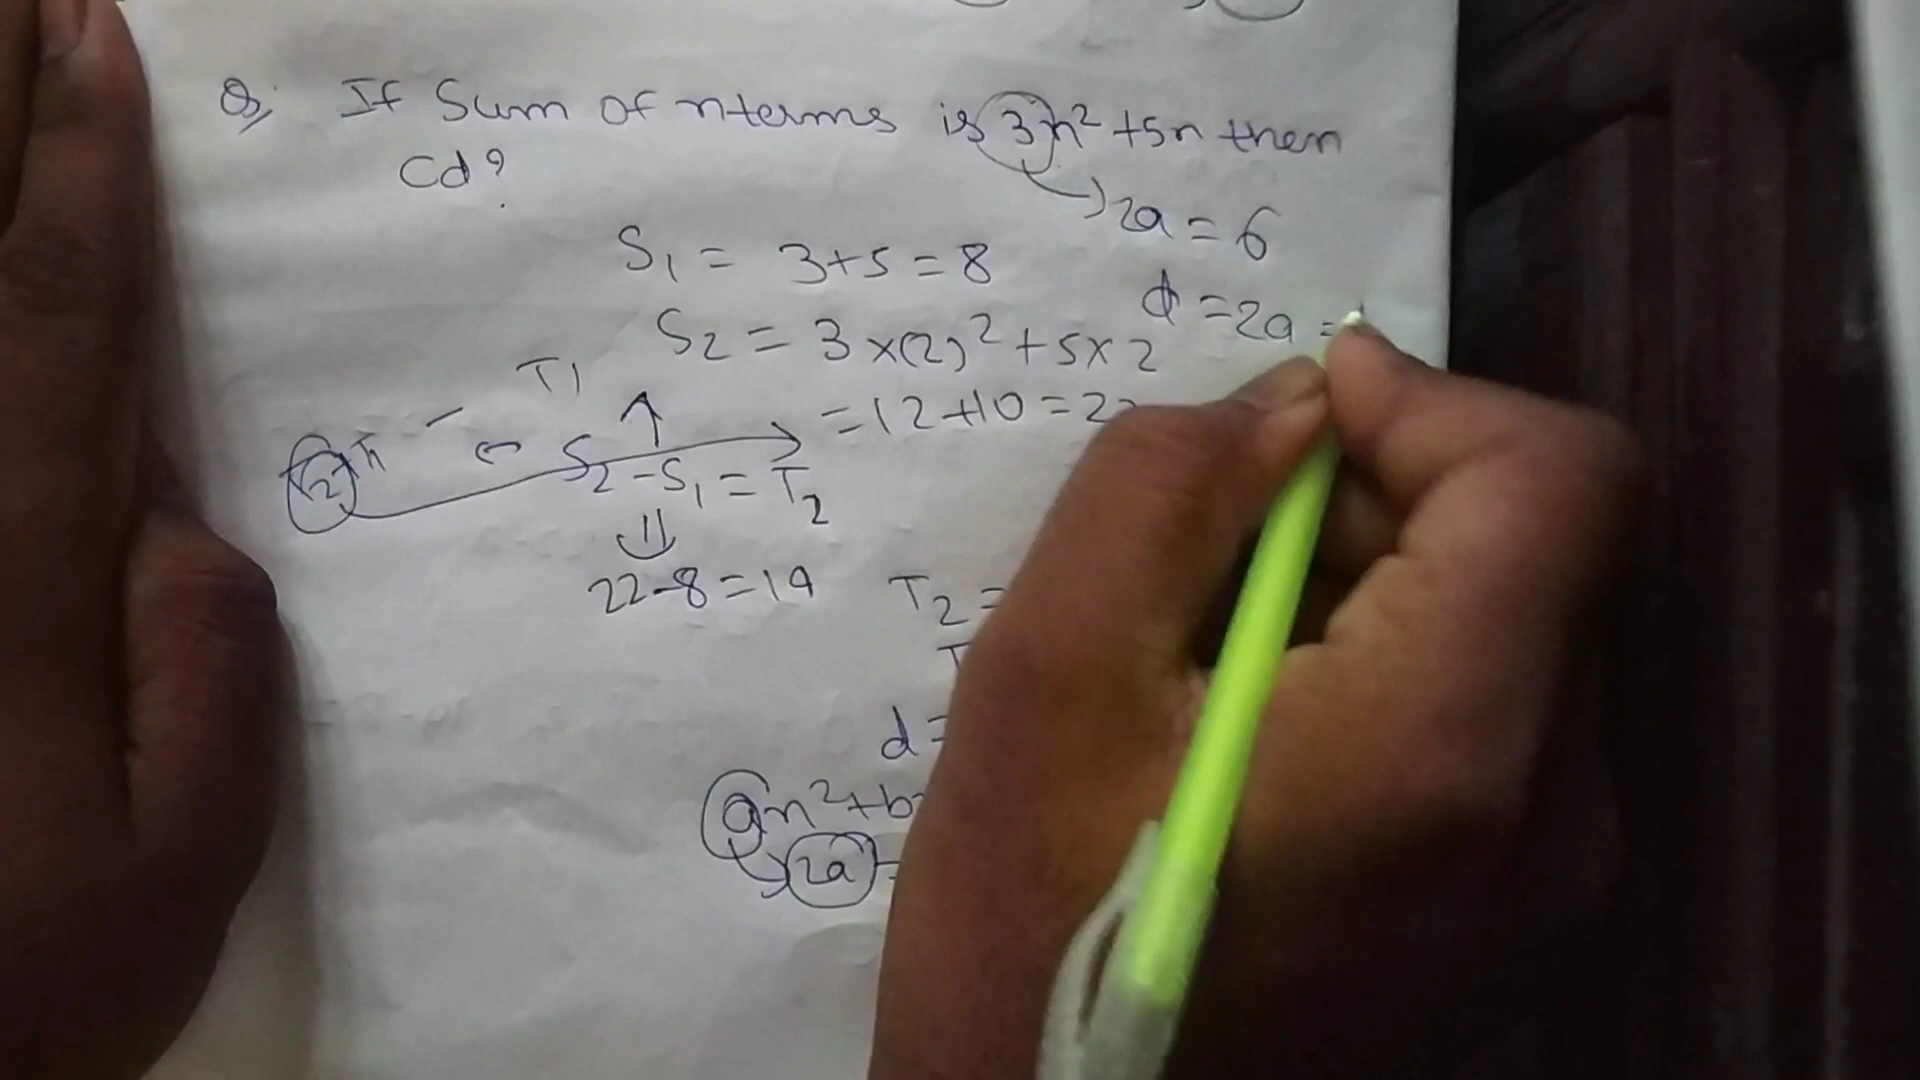 Q, If Sum of n terms is 3n² + 5n then
Cd?
2a = 6
S₁ = 3+5 = 8
d = 2a =
S₂ = 3×(2)² + 5×2
= 12+10 = 22
T1
S₂-S₁ = T₂
22-8=14
T₂ =
T
d =
an²+b
2a =